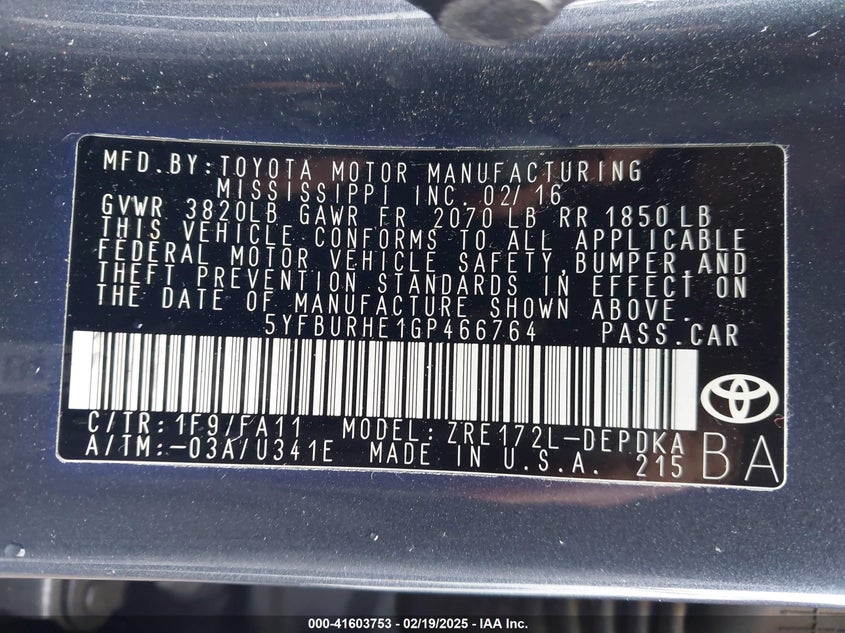 MFD.BY:TOYOTA MOTOR MANUFACTURING
MISSISSIPPI INC. 02/16
GVWR 3820LB GAWR FR 2070 LB RR 1850 LB
THIS VEHICLE CONFORMS TO ALL APPLICABLE
FEDERAL MOTOR VEHICLE SAFETY,BUMPER,AND
THEFT PREVENTION STANDARDS IN EFFECT ON
THE DATE OF MANUFACTURE SHOWN ABOVE.
5YFBURHE1GP466764 PASS.CAR
C/TR:1F9/FA11 MODEL:ZRE172L-DEPDKA
A/TM:-03A/U341E MADE IN U.S.A. 215
BA
000-41603753 - 02/19/2025 - IAA Inc.